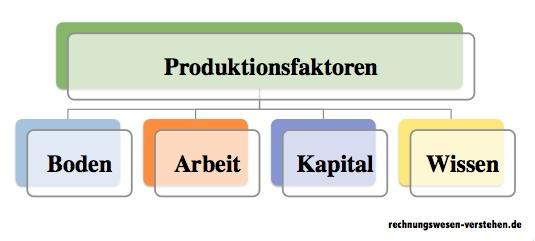 Produktionsfaktoren
Boden Arbeit Kapital Wissen
rechnungswesen-verstehen.de